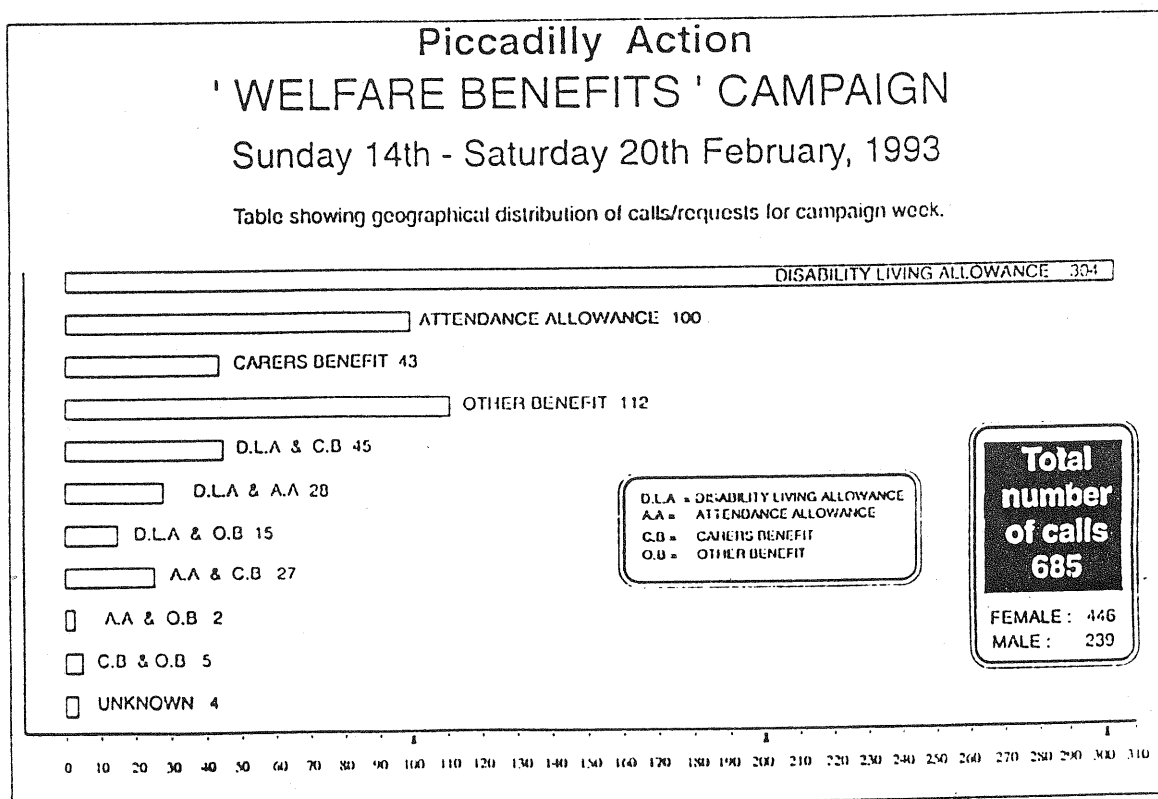 Piccadilly Action
' WELFARE BENEFITS ' CAMPAIGN
Sunday 14th - Saturday 20th February, 1993
Table showing geographical distribution of calls/requests for campaign week.
DISABILITY LIVING ALLOWANCE 304
ATTENDANCE ALLOWANCE 100
CARERS BENEFIT 43
OTHER BENEFIT 112
D.L.A & C.B 45
D.L.A & A.A 28
D.L.A & O.B 15
A.A & C.B 27
A.A & O.B 2
C.B & O.B 5
UNKNOWN 4
D.L.A = DISABILITY LIVING ALLOWANCE
A.A = ATTENDANCE ALLOWANCE
C.B = CARERS BENEFIT
O.B = OTHER BENEFIT
Total
number
of calls
685
FEMALE : 446
MALE : 239
0 10 20 30 40 50 60 70 80 90 100 110 120 130 140 150 160 170 180 190 200 210 220 230 240 250 260 270 280 290 300 310